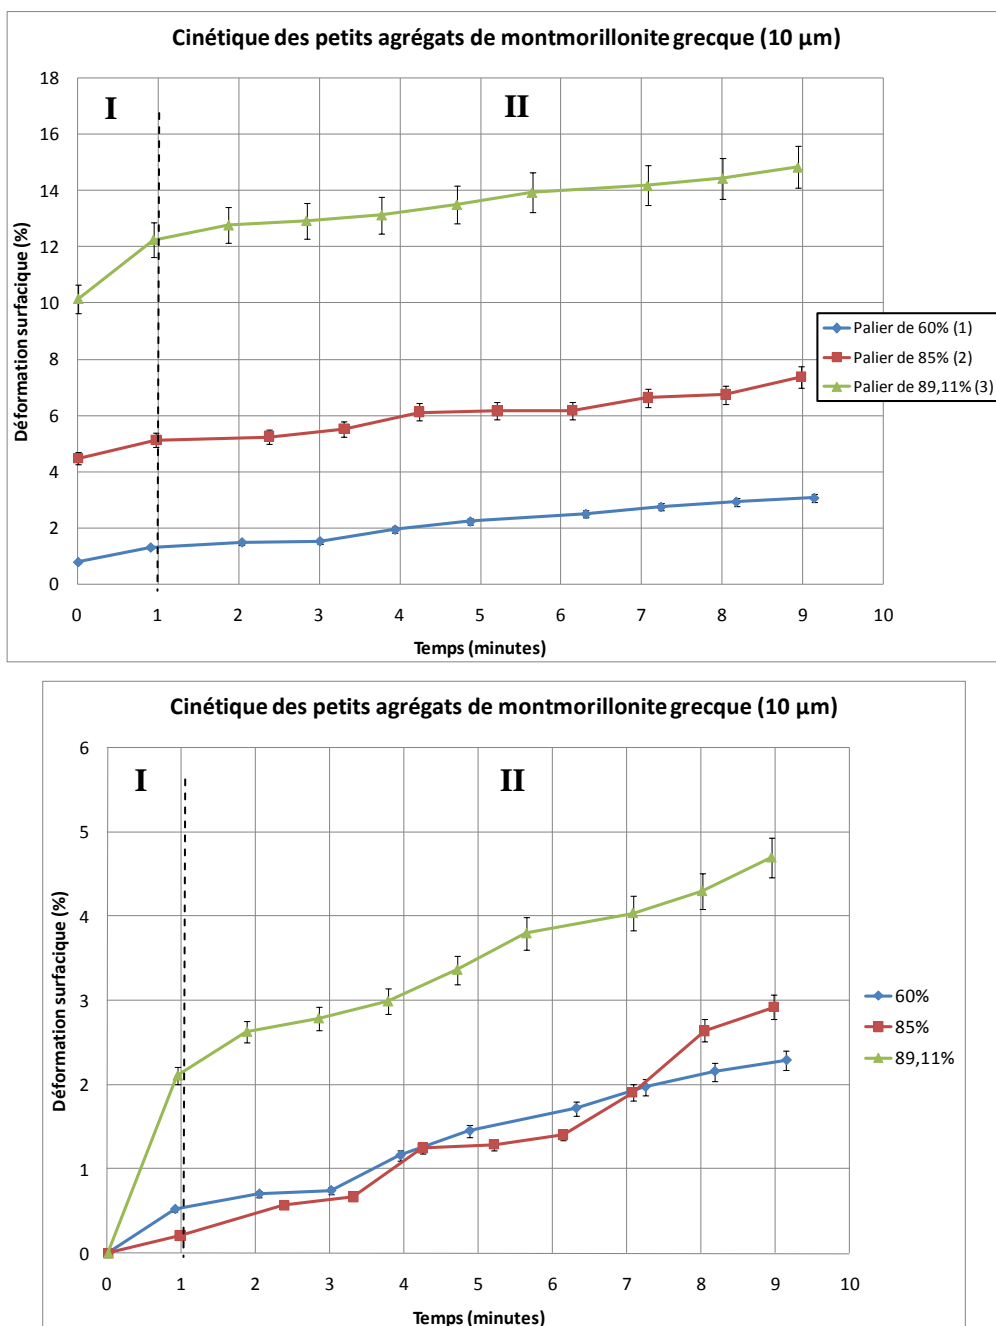 Cinétique des petits agrégats de montmorillonite grecque (10 µm)
18
16
14
12
10
8
6
4
2
0
I
II
Déformation surfacique (%)
Palier de 60% (1)
Palier de 85% (2)
Palier de 89,11% (3)
0 1 2 3 4 5 6 7 8 9 10
Temps (minutes)
Cinétique des petits agrégats de montmorillonite grecque (10 µm)
6
5
4
3
2
1
0
I
II
Déformation surfacique (%)
60%
85%
89,11%
0 1 2 3 4 5 6 7 8 9 10
Temps (minutes)